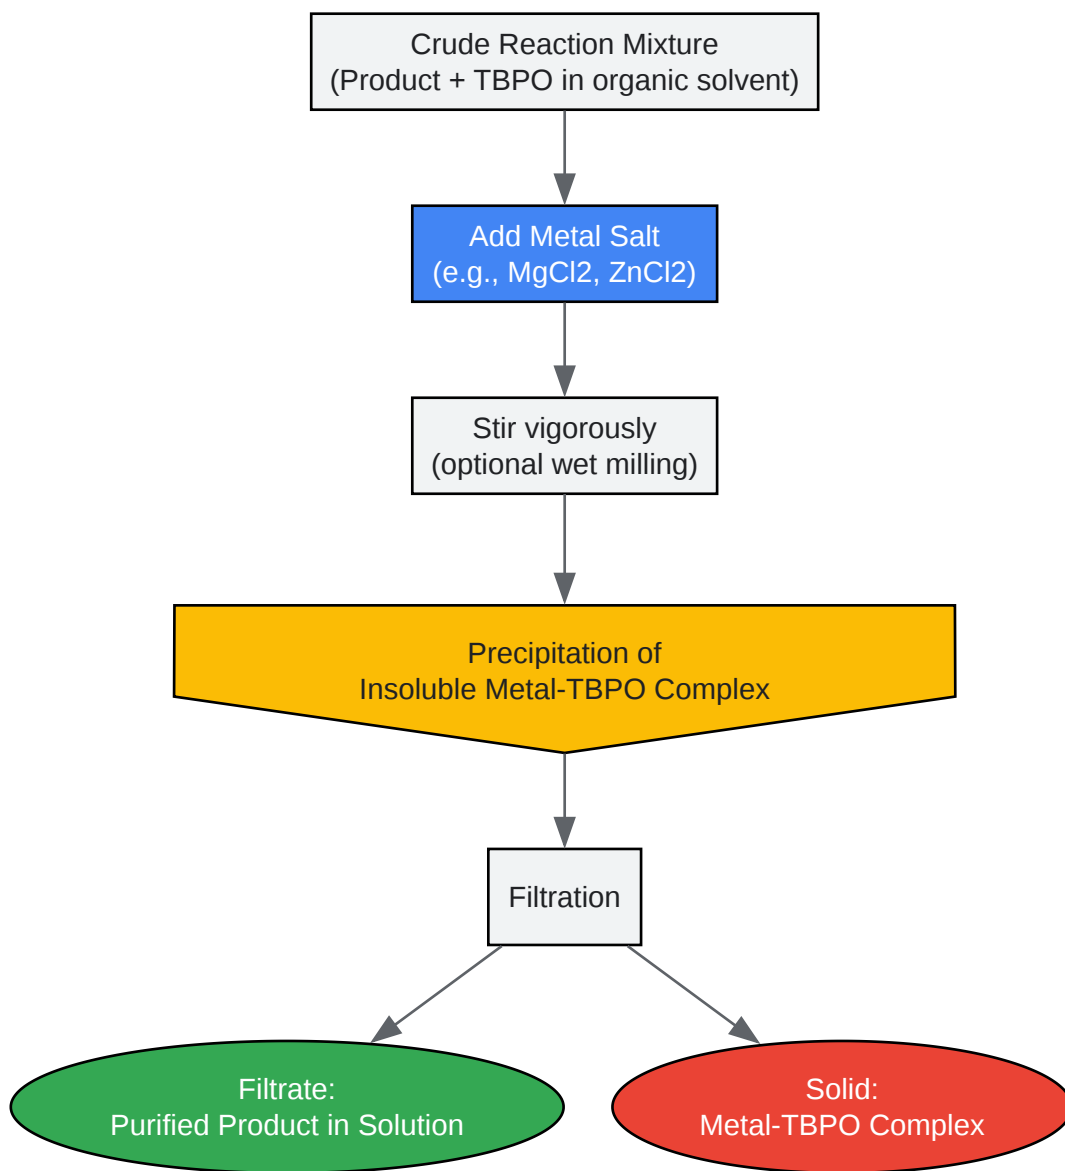 Crude Reaction Mixture
(Product + TBPO in organic solvent)
Add Metal Salt
(e.g., MgCl2, ZnCl2)
Stir vigorously
(optional wet milling)
Precipitation of
Insoluble Metal-TBPO Complex
Filtration
Filtrate:
Purified Product in Solution
Solid:
Metal-TBPO Complex